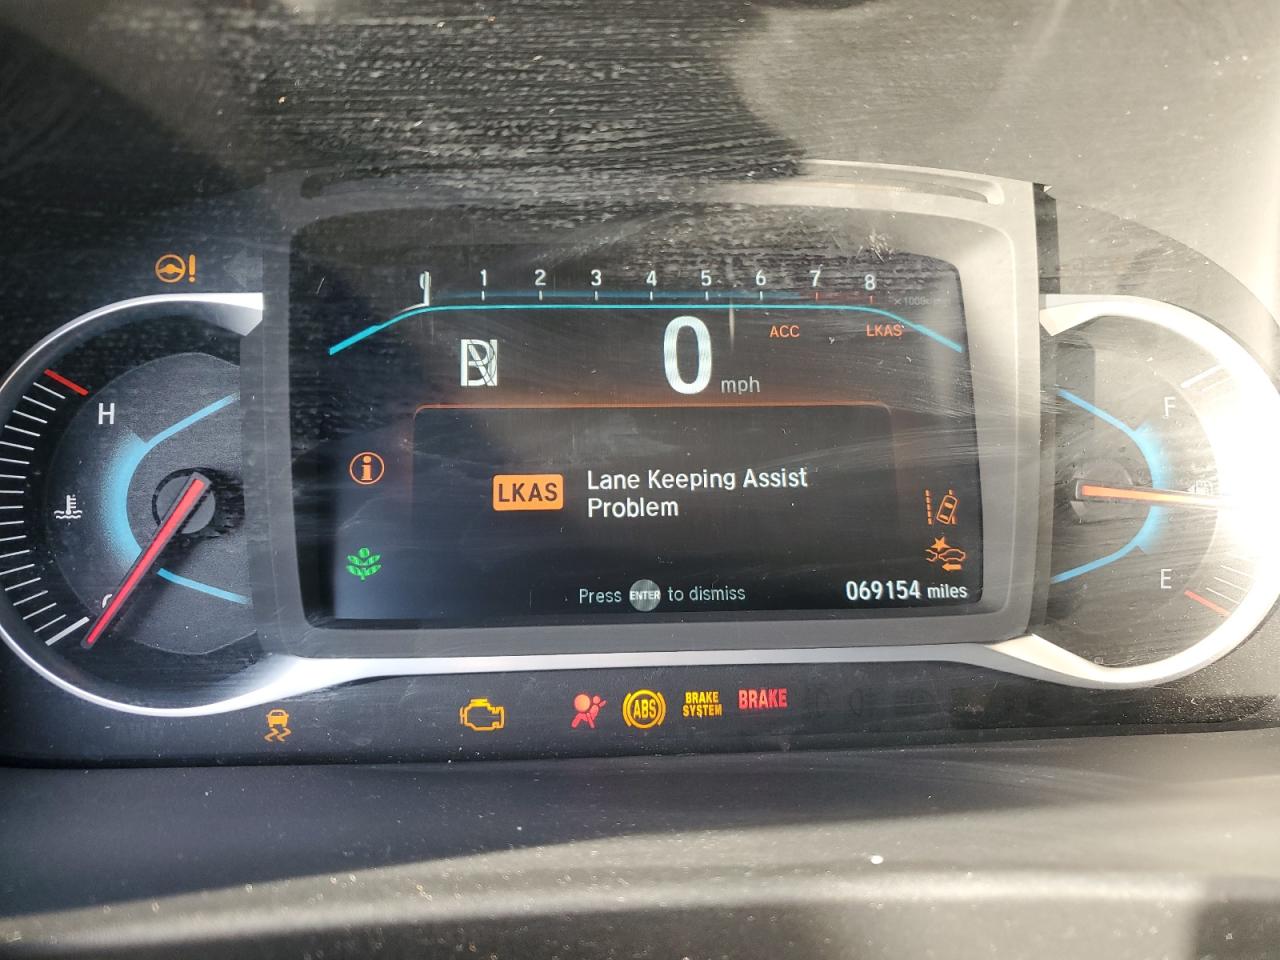 0 1 2 3 4 5 6 7 8
ACC
LKAS
0 mph
H
F
LKAS
Lane Keeping Assist
Problem
E
Press ENTER to dismiss
069154 miles
ABS
BRAKE
SYSTEM
BRAKE